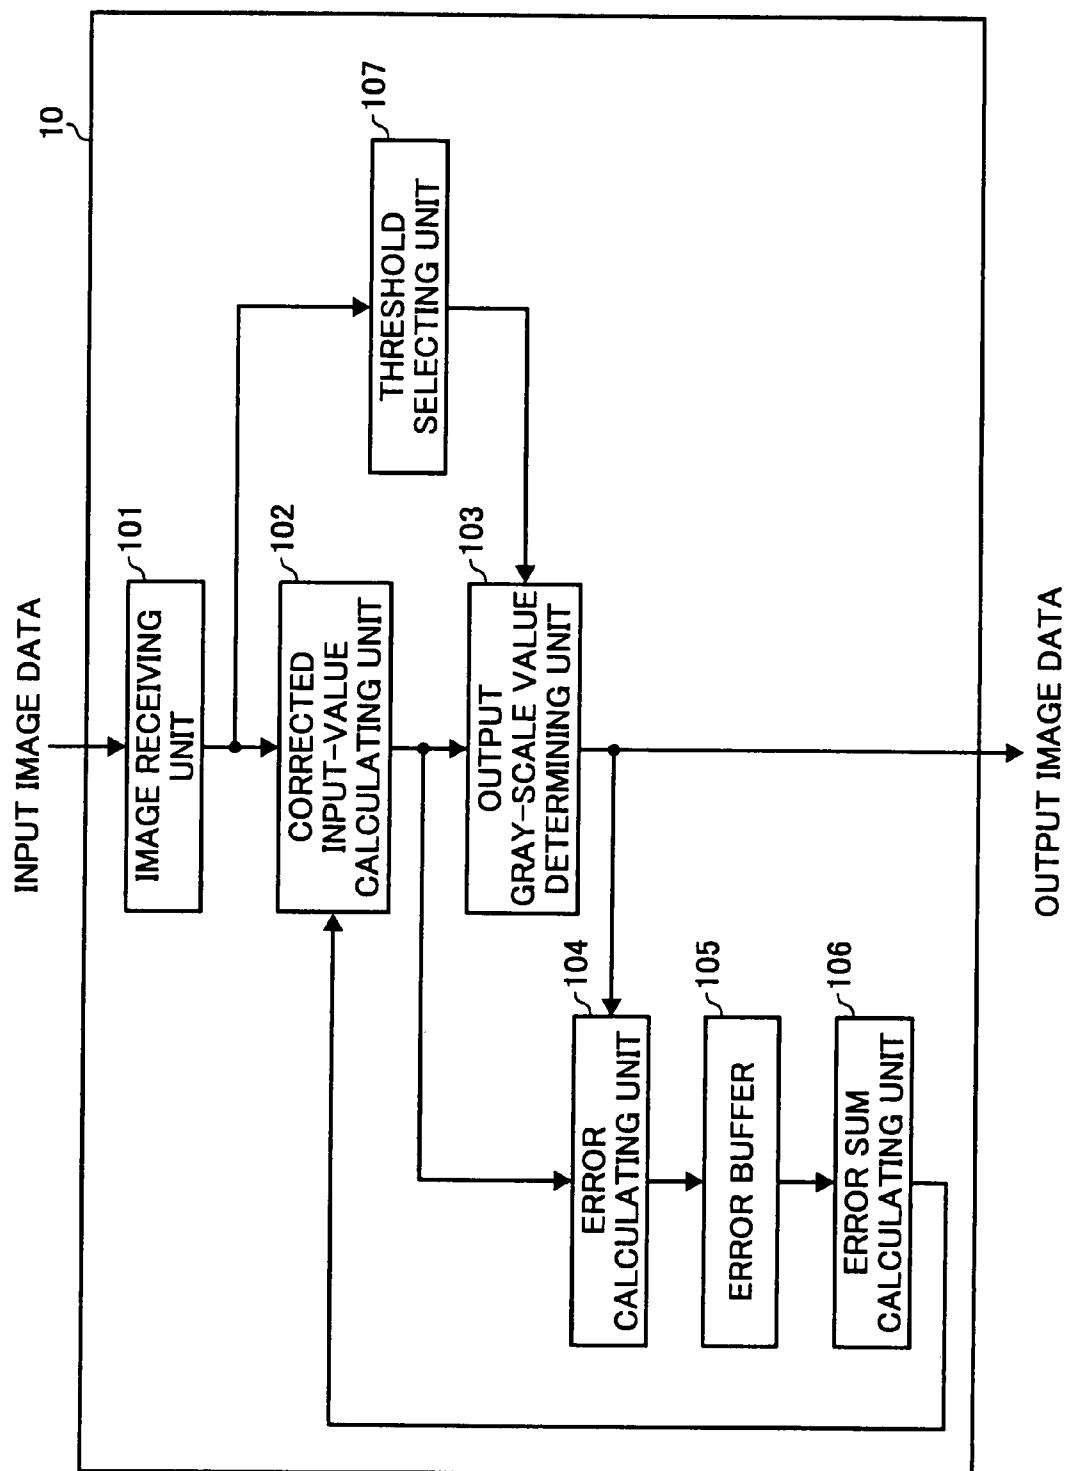 INPUT IMAGE DATA
10
101
IMAGE RECEIVING
UNIT
102
CORRECTED
INPUT-VALUE
CALCULATING UNIT
107
THRESHOLD
SELECTING UNIT
103
OUTPUT
GRAY-SCALE VALUE
DETERMINING UNIT
104
ERROR
CALCULATING UNIT
105
ERROR BUFFER
106
ERROR SUM
CALCULATING UNIT
OUTPUT IMAGE DATA